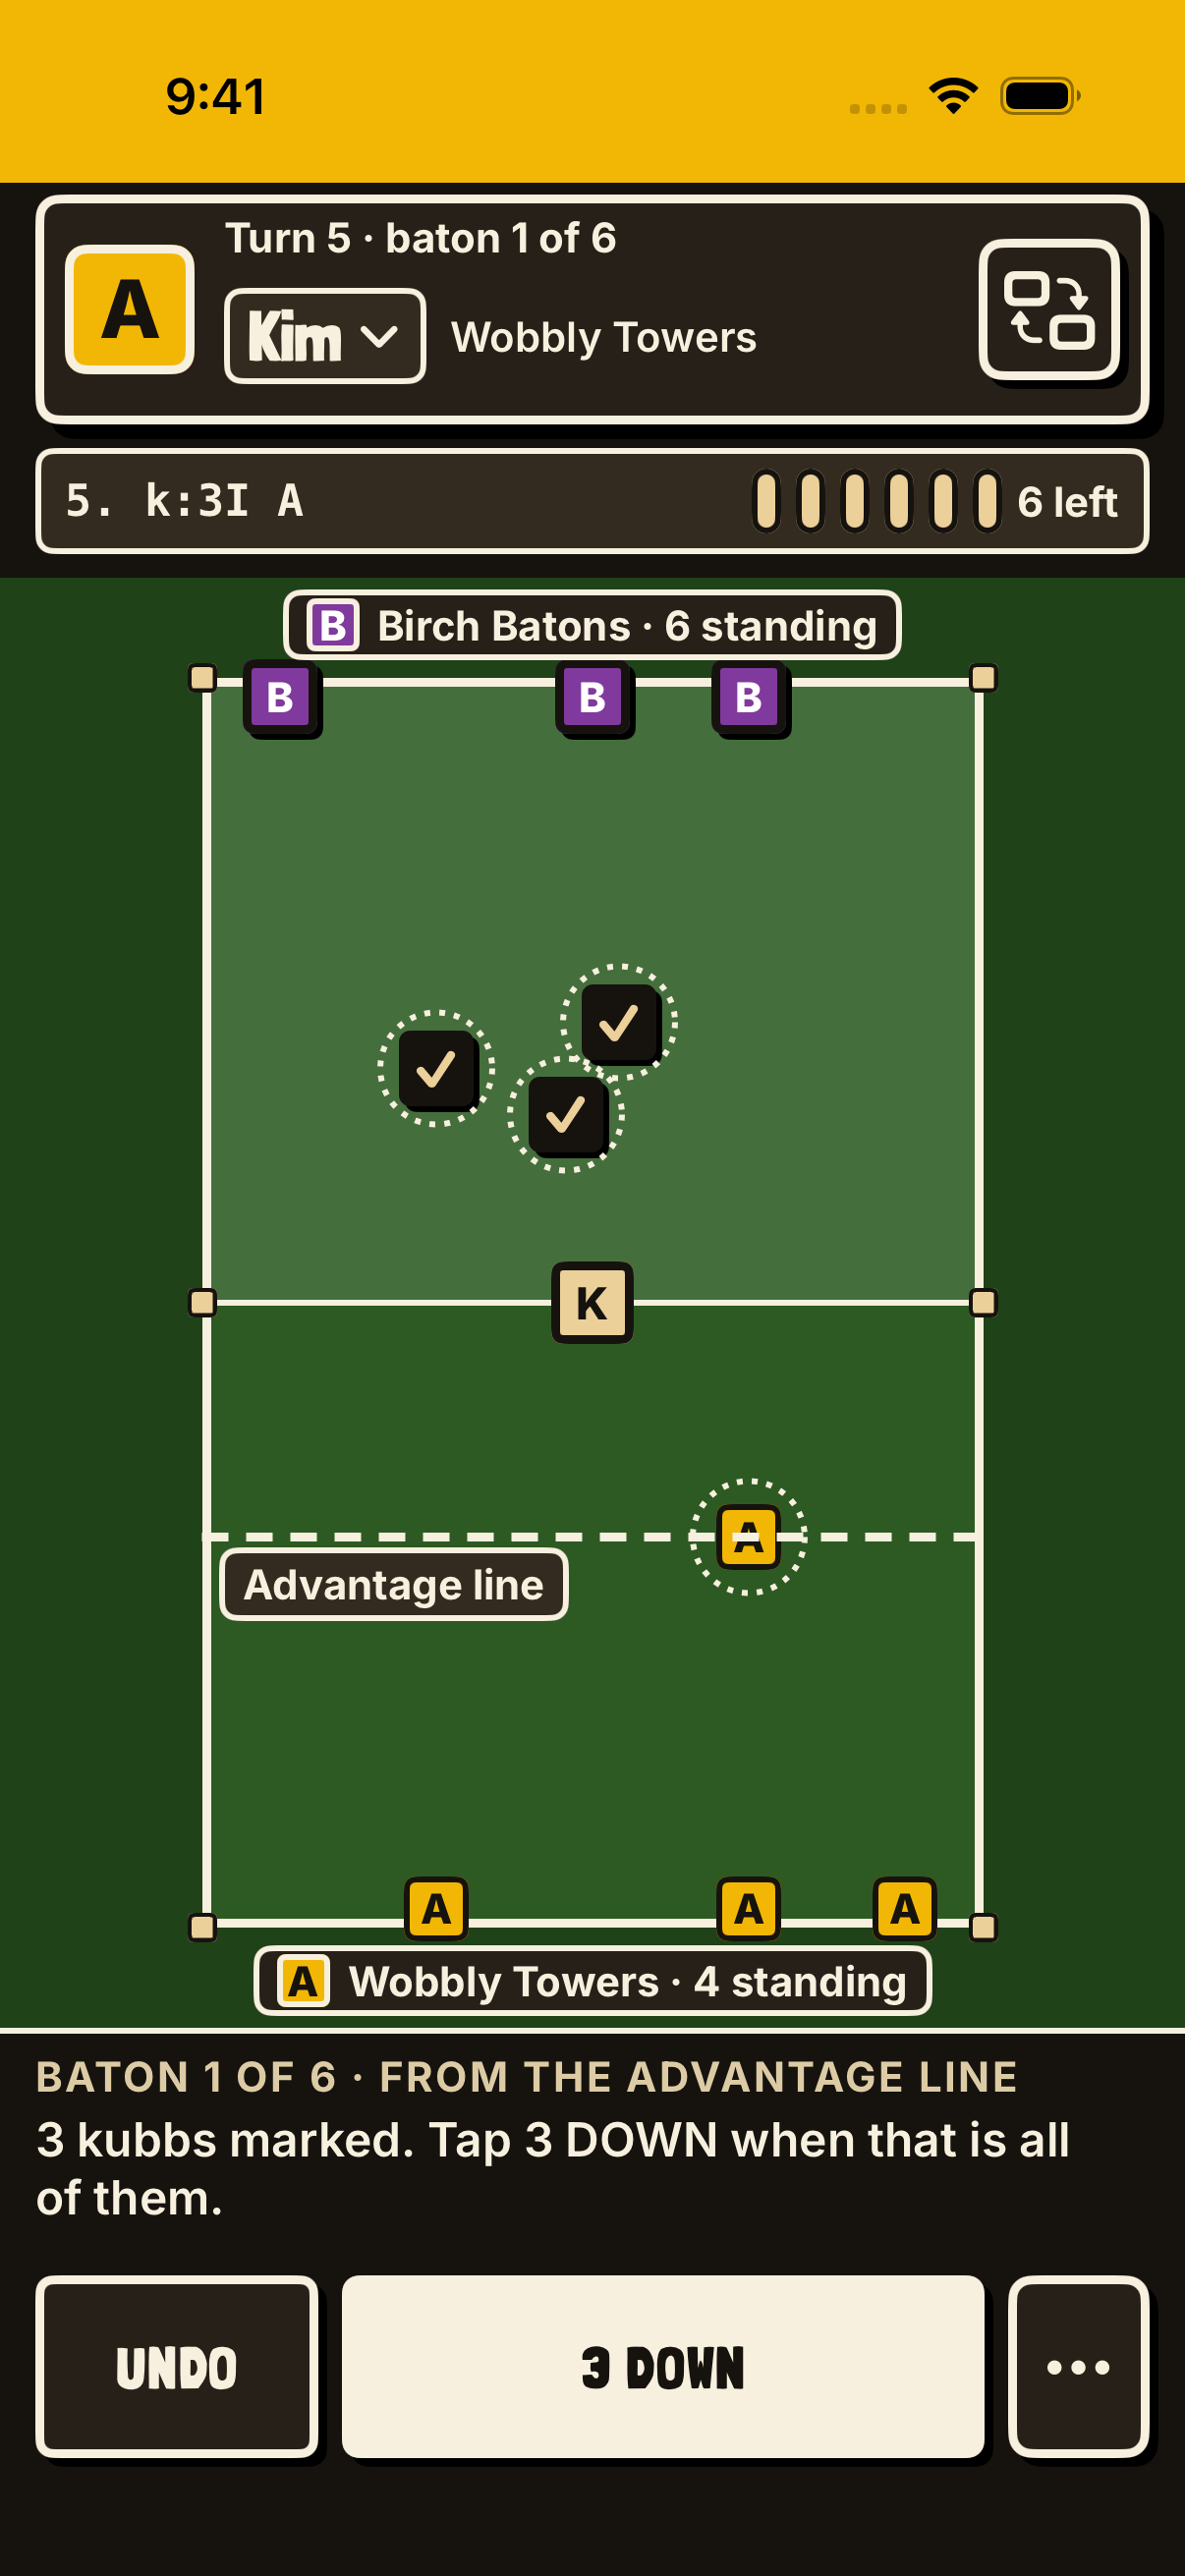 9:41
Turn 5 · baton 1 of 6
A
Kim
Wobbly Towers
5. k:3I A
6 left
B Birch Batons · 6 standing
B B B
K
A
Advantage line
A A A
A Wobbly Towers · 4 standing
BATON 1 OF 6 · FROM THE ADVANTAGE LINE
3 kubbs marked. Tap 3 DOWN when that is all
of them.
UNDO
3 DOWN